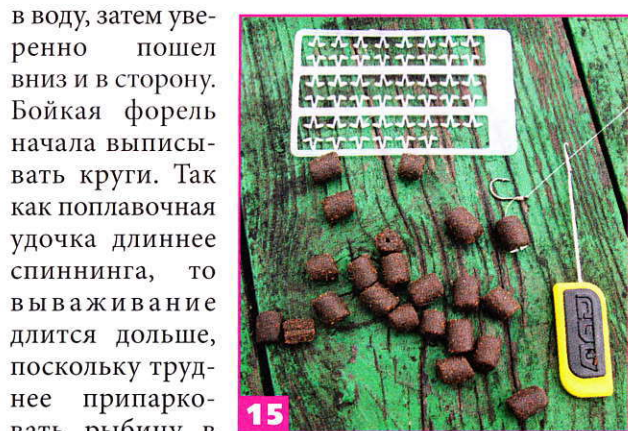 в воду, затем уве-
ренно пошел
вниз и в сторону.
Бойкая форель
начала выписы-
вать круги. Так
как поплавочная
удочка длиннее
спиннинга, то
вываживание
длится дольше,
поскольку труд-
нее припарко-
вать рыбину в
15